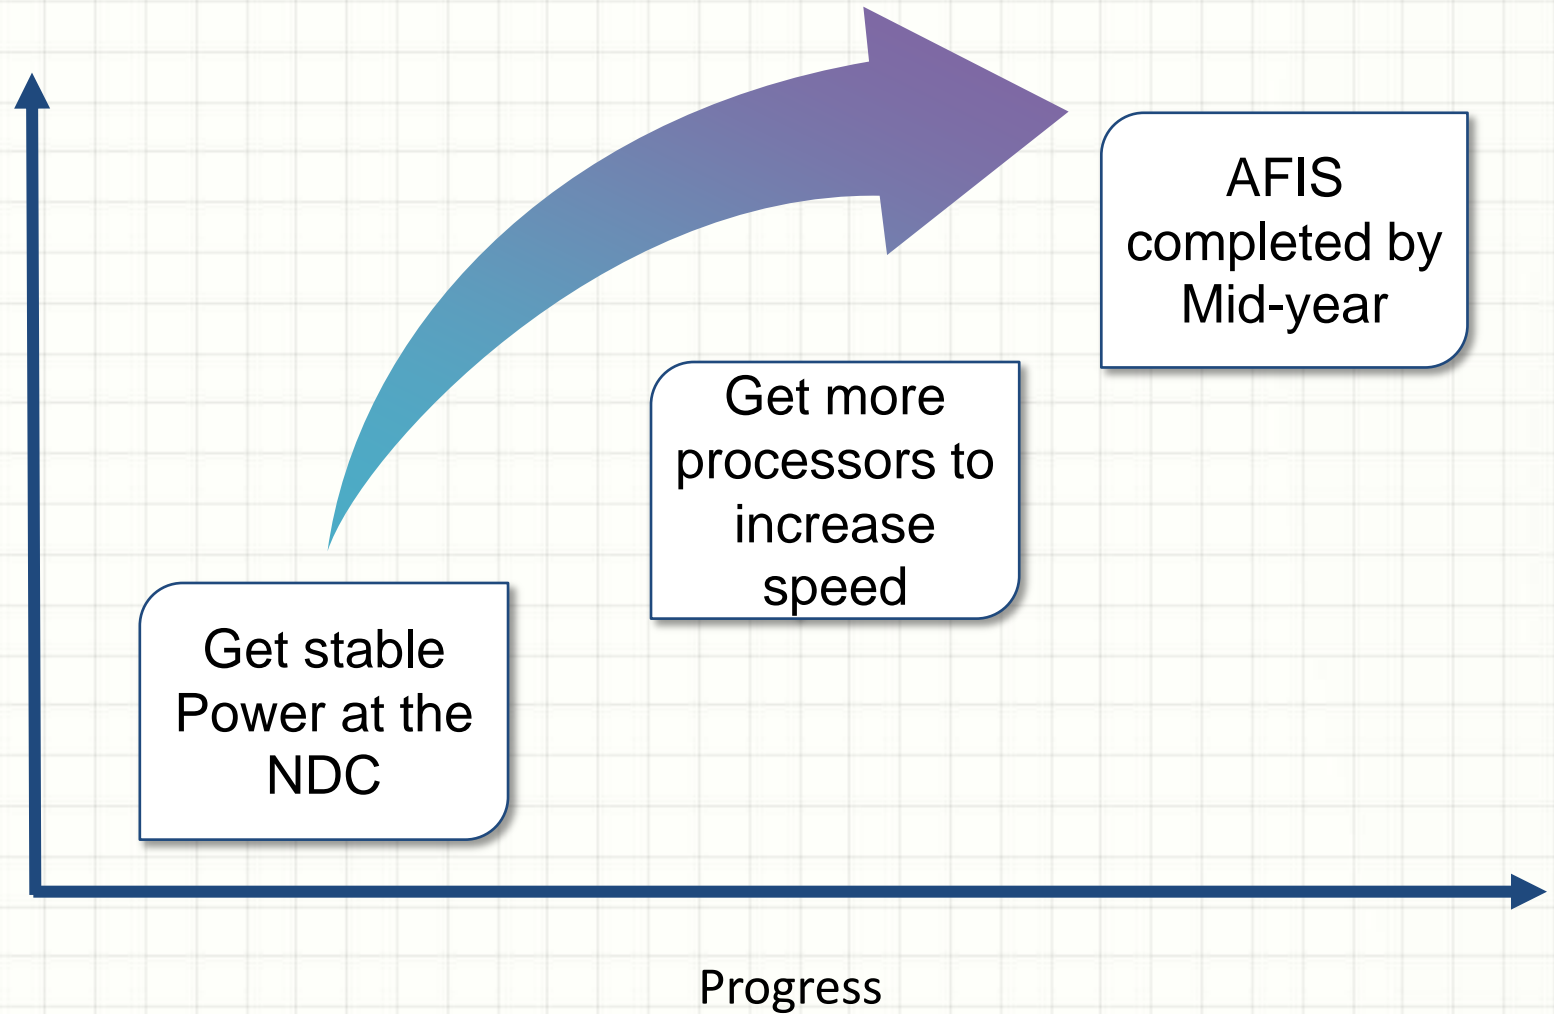 AFIS
completed by
Mid-year
Get more
processors to
increase
speed
Get stable
Power at the
NDC
Progress